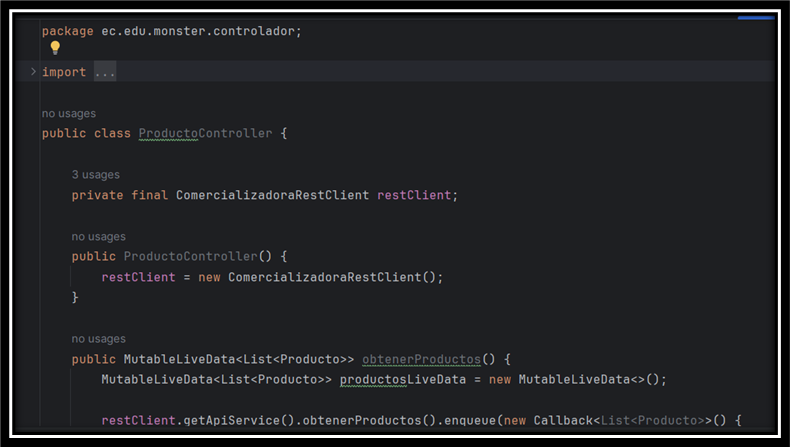 package ec.edu.monster.controlador;
import ...
no usages
public class ProductoController {
3 usages
private final ComercializadoraRestClient restClient;
no usages
public ProductoController() {
restClient = new ComercializadoraRestClient();
}
no usages
public MutableLiveData<List<Producto>> obtenerProductos() {
MutableLiveData<List<Producto>> productosLiveData = new MutableLiveData<>();
restClient.getApiService().obtenerProductos().enqueue(new Callback<List<Producto>>() {